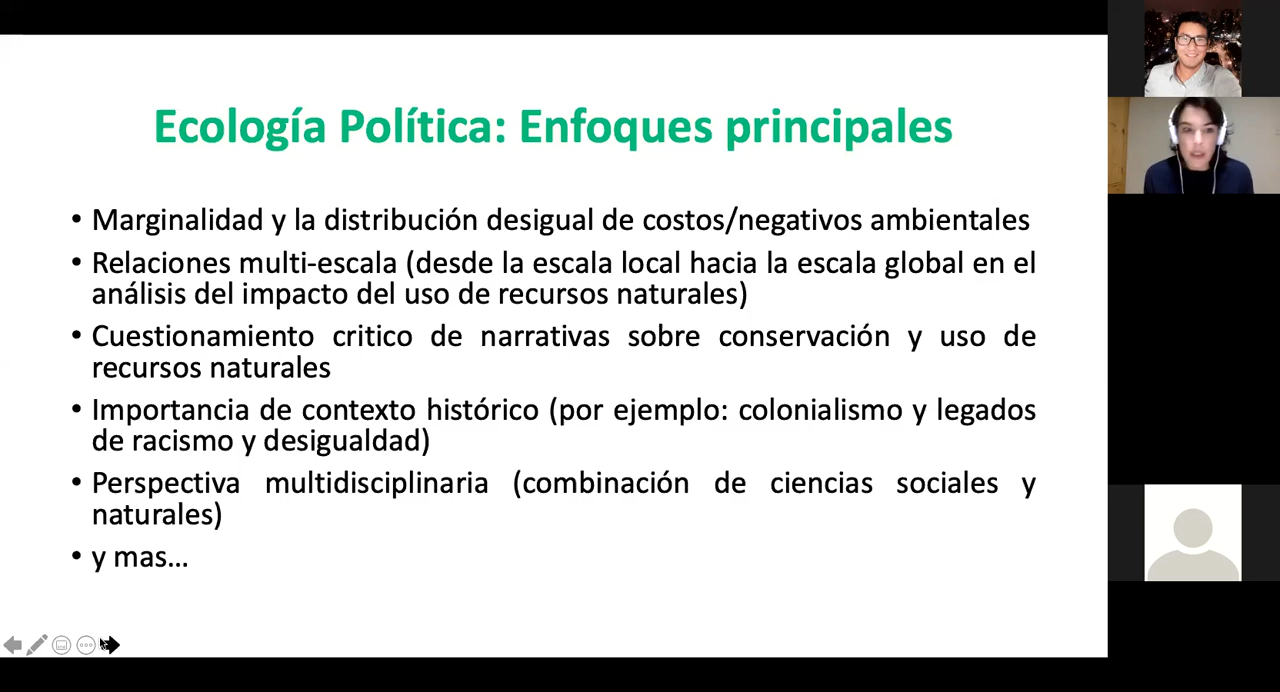 Ecología Política: Enfoques principales
• Marginalidad y la distribución desigual de costos/negativos ambientales
• Relaciones multi-escala (desde la escala local hacia la escala global en el
análisis del impacto del uso de recursos naturales)
• Cuestionamiento critico de narrativas sobre conservación y uso de
recursos naturales
• Importancia de contexto histórico (por ejemplo: colonialismo y legados
de racismo y desigualdad)
• Perspectiva multidisciplinaria (combinación de ciencias sociales y
naturales)
• y mas...